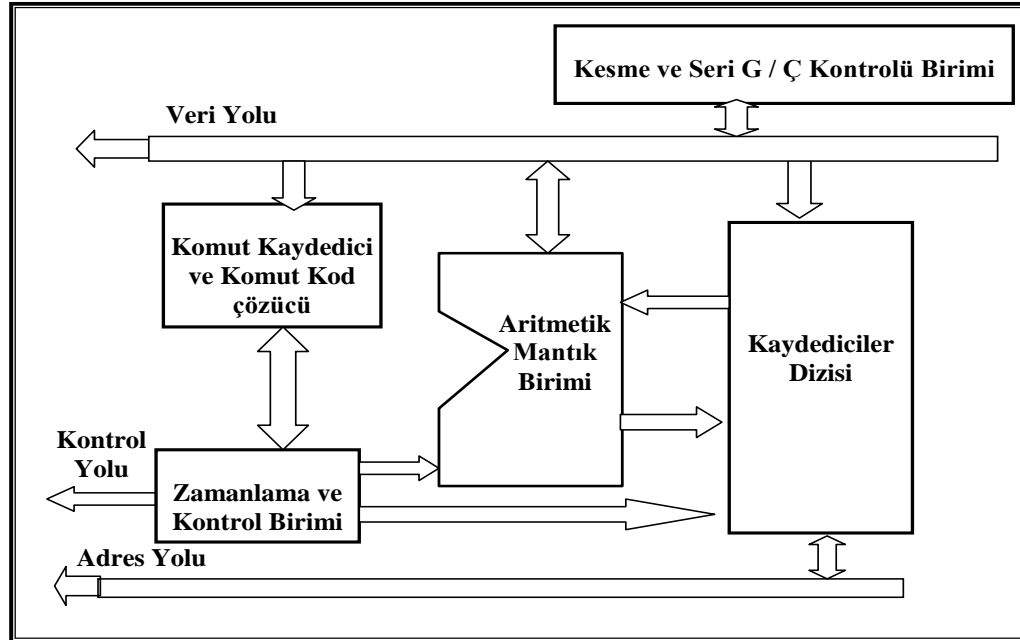 Kesme ve Seri G / Ç Kontrolü Birimi
Veri Yolu
Komut Kaydedici
ve Komut Kod
çözücü
Aritmetik
Mantık
Birimi
Kaydediciler
Dizisi
Kontrol
Yolu
Zamanlama ve
Kontrol Birimi
Adres Yolu